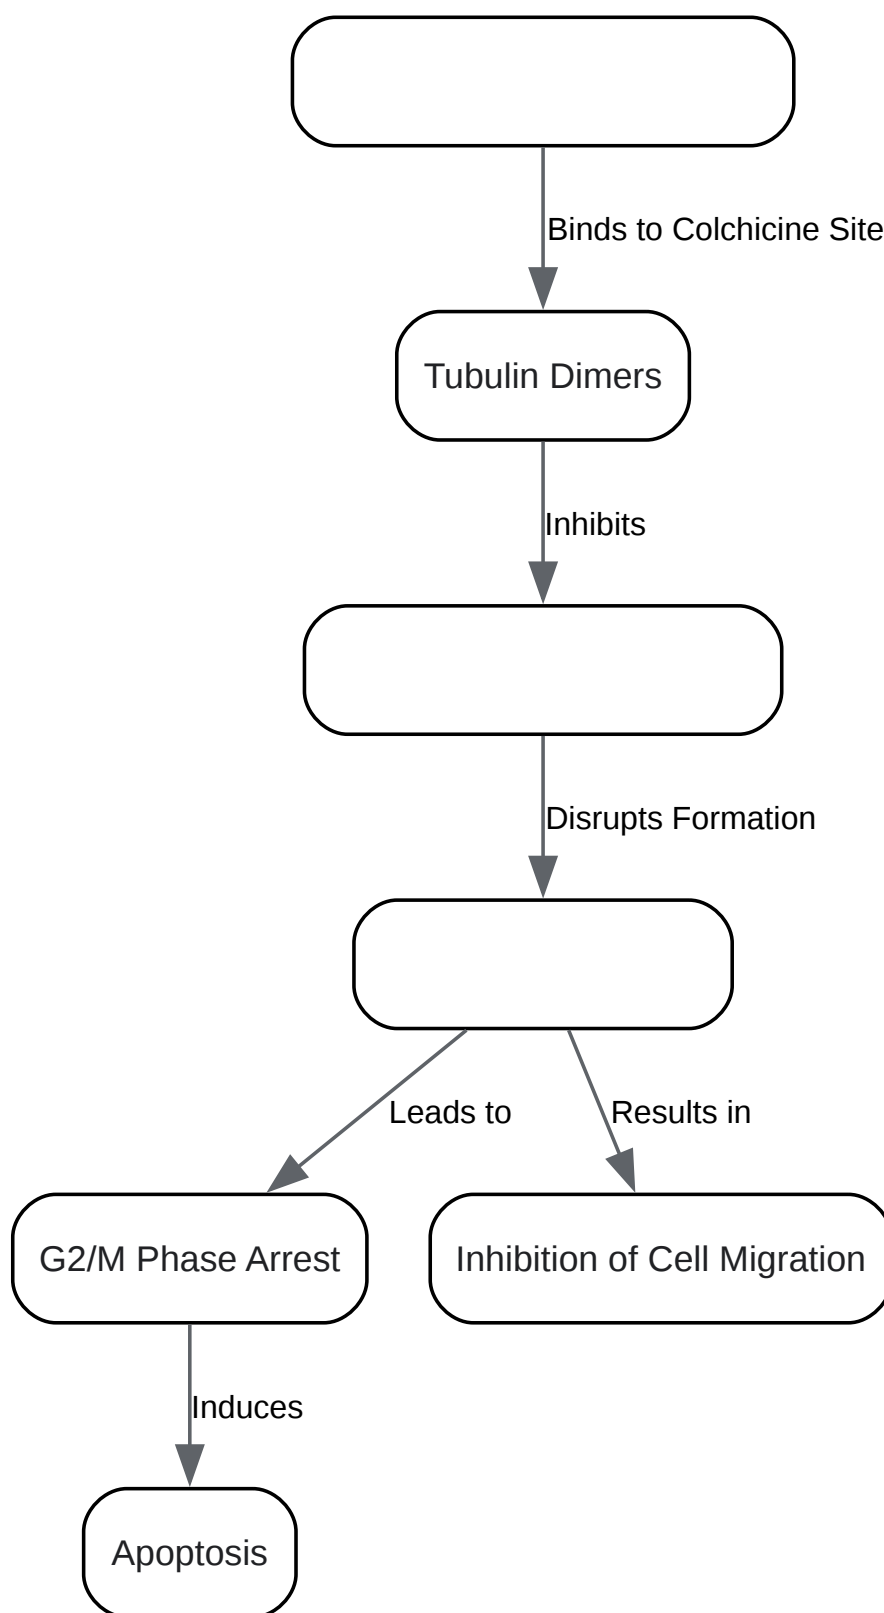 Binds to Colchicine Site
Tubulin Dimers
Inhibits
Disrupts Formation
Leads to
Results in
G2/M Phase Arrest
Inhibition of Cell Migration
Induces
Apoptosis